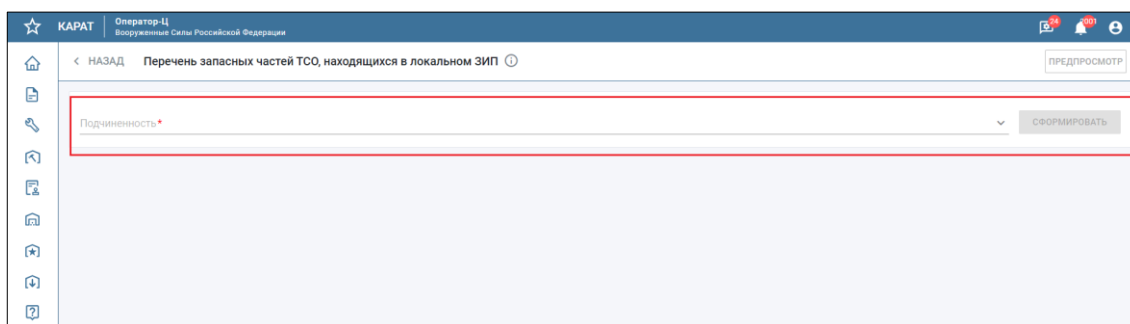 КАРАТ
Оператор-Ц
Вооруженные Силы Российской Федерации
24
2001
НАЗАД
Перечень запасных частей ТСО, находящихся в локальном ЗИП
ПРЕДПРОСМОТР
Подчиненность*
СФОРМИРОВАТЬ